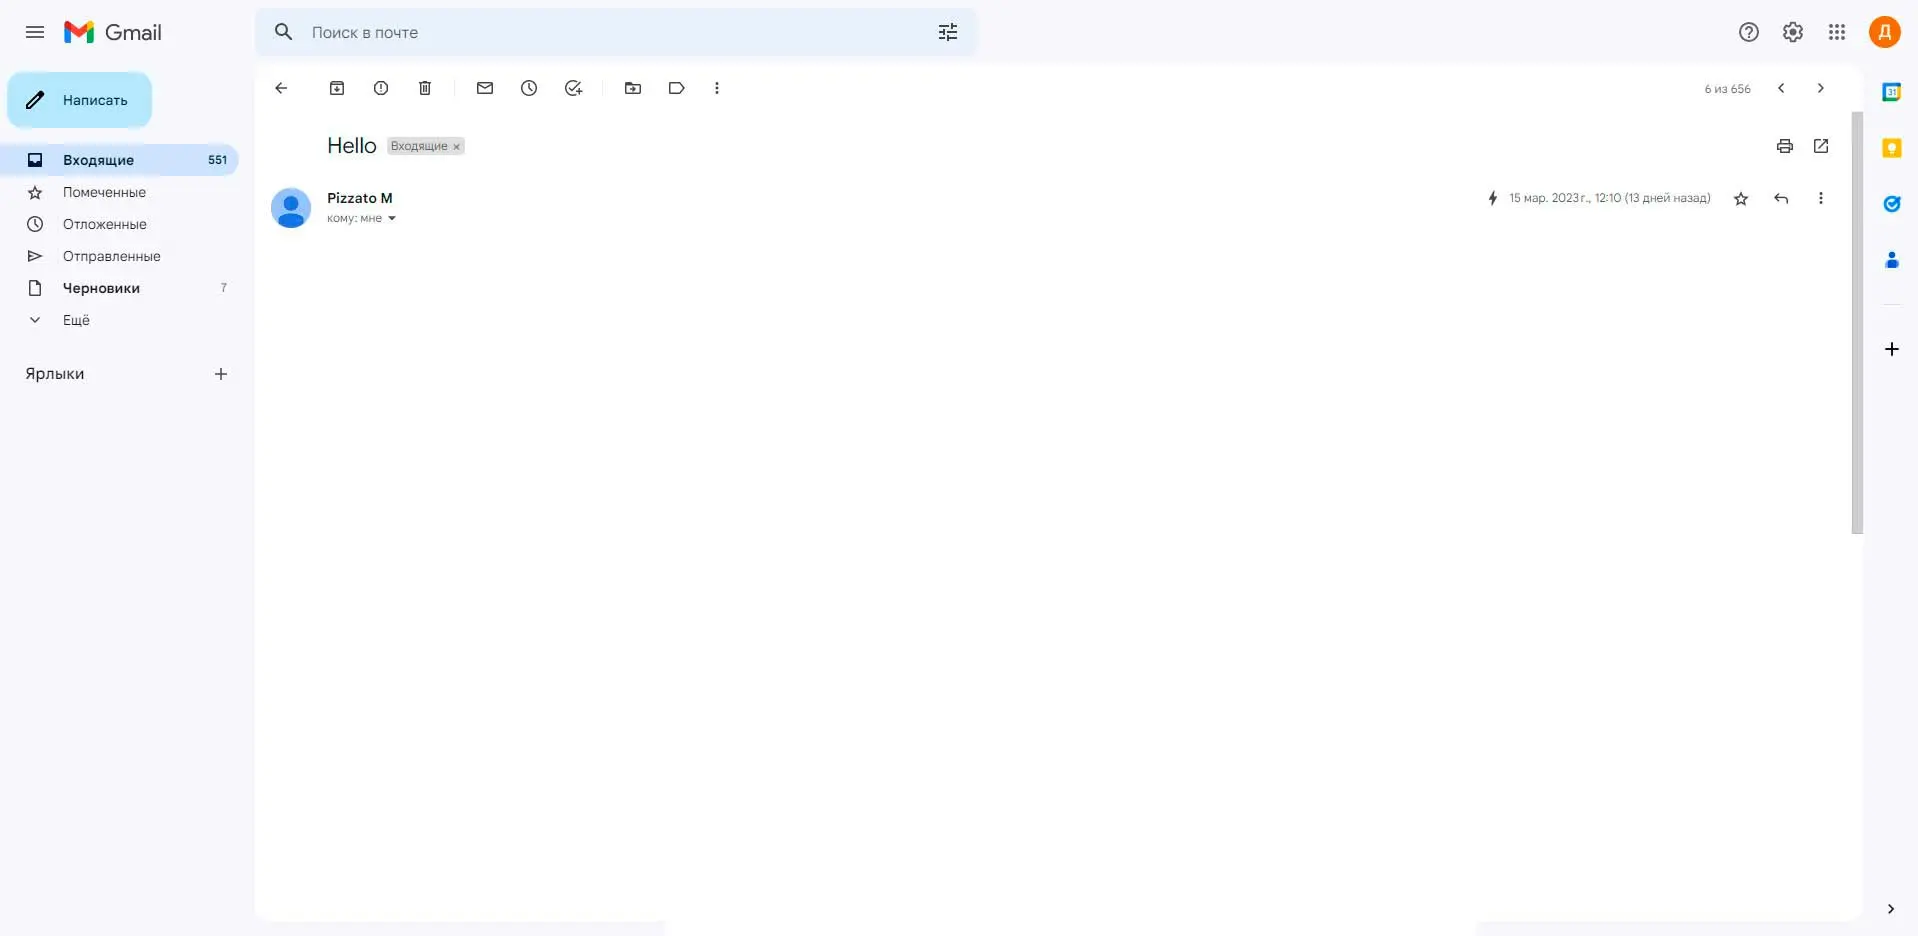 Gmail
Поиск в почте
Д
Написать
6 из 656
31
Hello Входящие ×
Входящие 551
Помеченные
Pizzato M
15 мар. 2023 г., 12:10 (13 дней назад)
кому: мне
Отложенные
Отправленные
Черновики 7
Ещё
Ярлыки